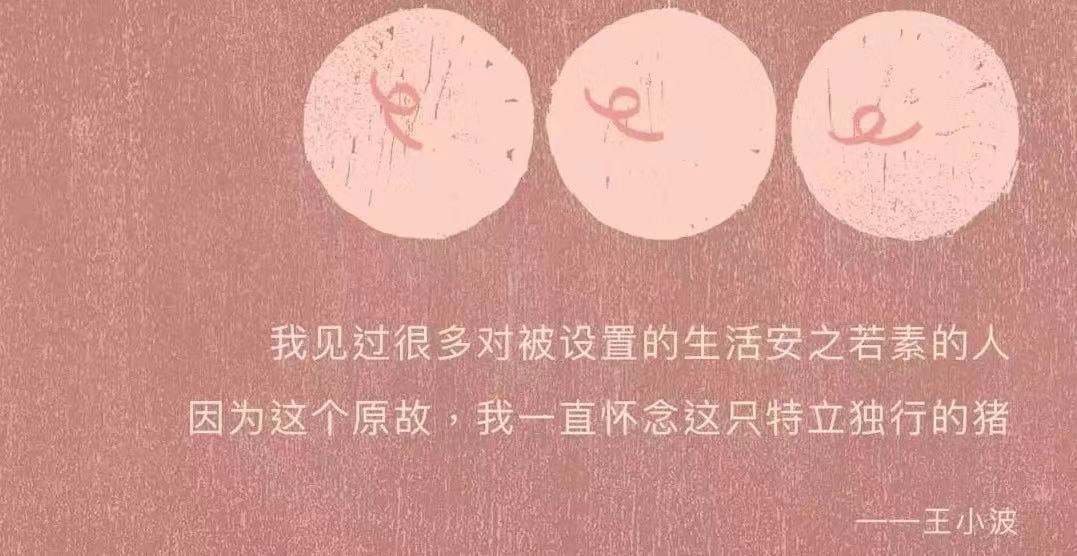 我见过很多对被设置的生活安之若素的人
因为这个原故，我一直怀念这只特立独行的猪
——王小波